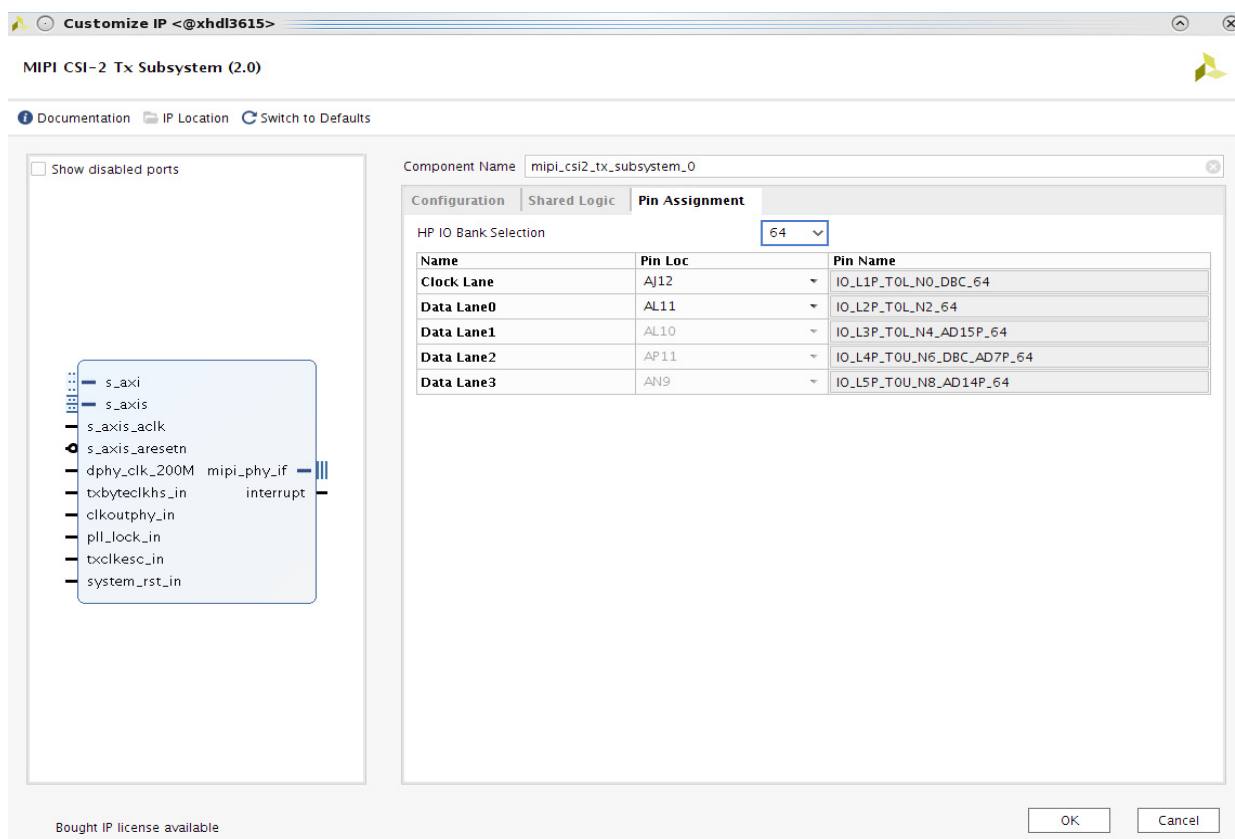 Customize IP <@xhdl3615>
MIPI CSI-2 Tx Subsystem (2.0)
Documentation IP Location Switch to Defaults
Show disabled ports
s_axi
s_axis
s_axis_aclk
s_axis_aresetn
dphy_clk_200M mipi_phy_if
txbyteclkhs_in interrupt
clkoutphy_in
pll_lock_in
txclkesc_in
system_rst_in
Component Name mipi_csi2_tx_subsystem_0
Configuration Shared Logic Pin Assignment
HP IO Bank Selection 64
Name Pin Loc Pin Name
Clock Lane AJ12 IO_L1P_T0L_N0_DBC_64
Data Lane0 AL11 IO_L2P_T0L_N2_64
Data Lane1 AL10 IO_L3P_T0L_N4_AD15P_64
Data Lane2 AP11 IO_L4P_T0U_N6_DBC_AD7P_64
Data Lane3 AN9 IO_L5P_T0U_N8_AD14P_64
Bought IP license available
OK Cancel